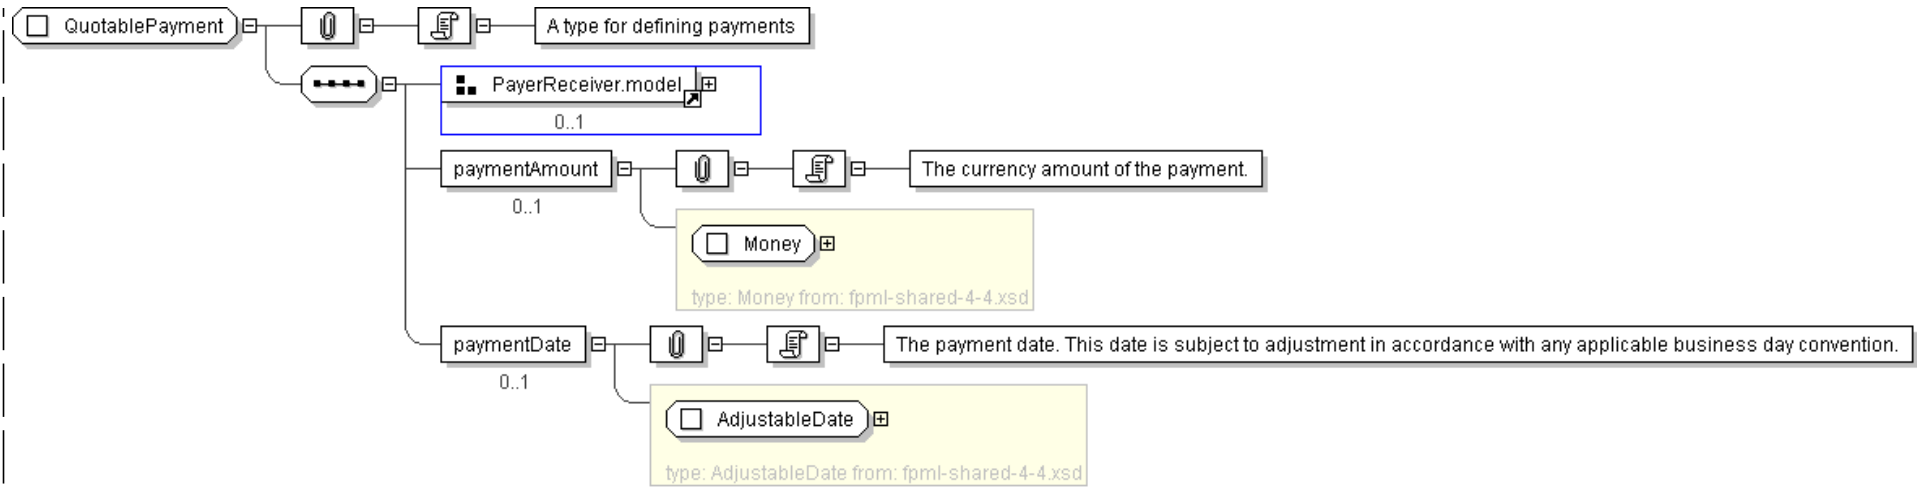 QuotablePayment
A type for defining payments
PayerReceiver.model
0..1
paymentAmount
The currency amount of the payment.
0..1
Money
type: Money from: fpml-shared-4-4.xsd
paymentDate
The payment date. This date is subject to adjustment in accordance with any applicable business day convention.
0..1
AdjustableDate
type: AdjustableDate from: fpml-shared-4-4.xsd